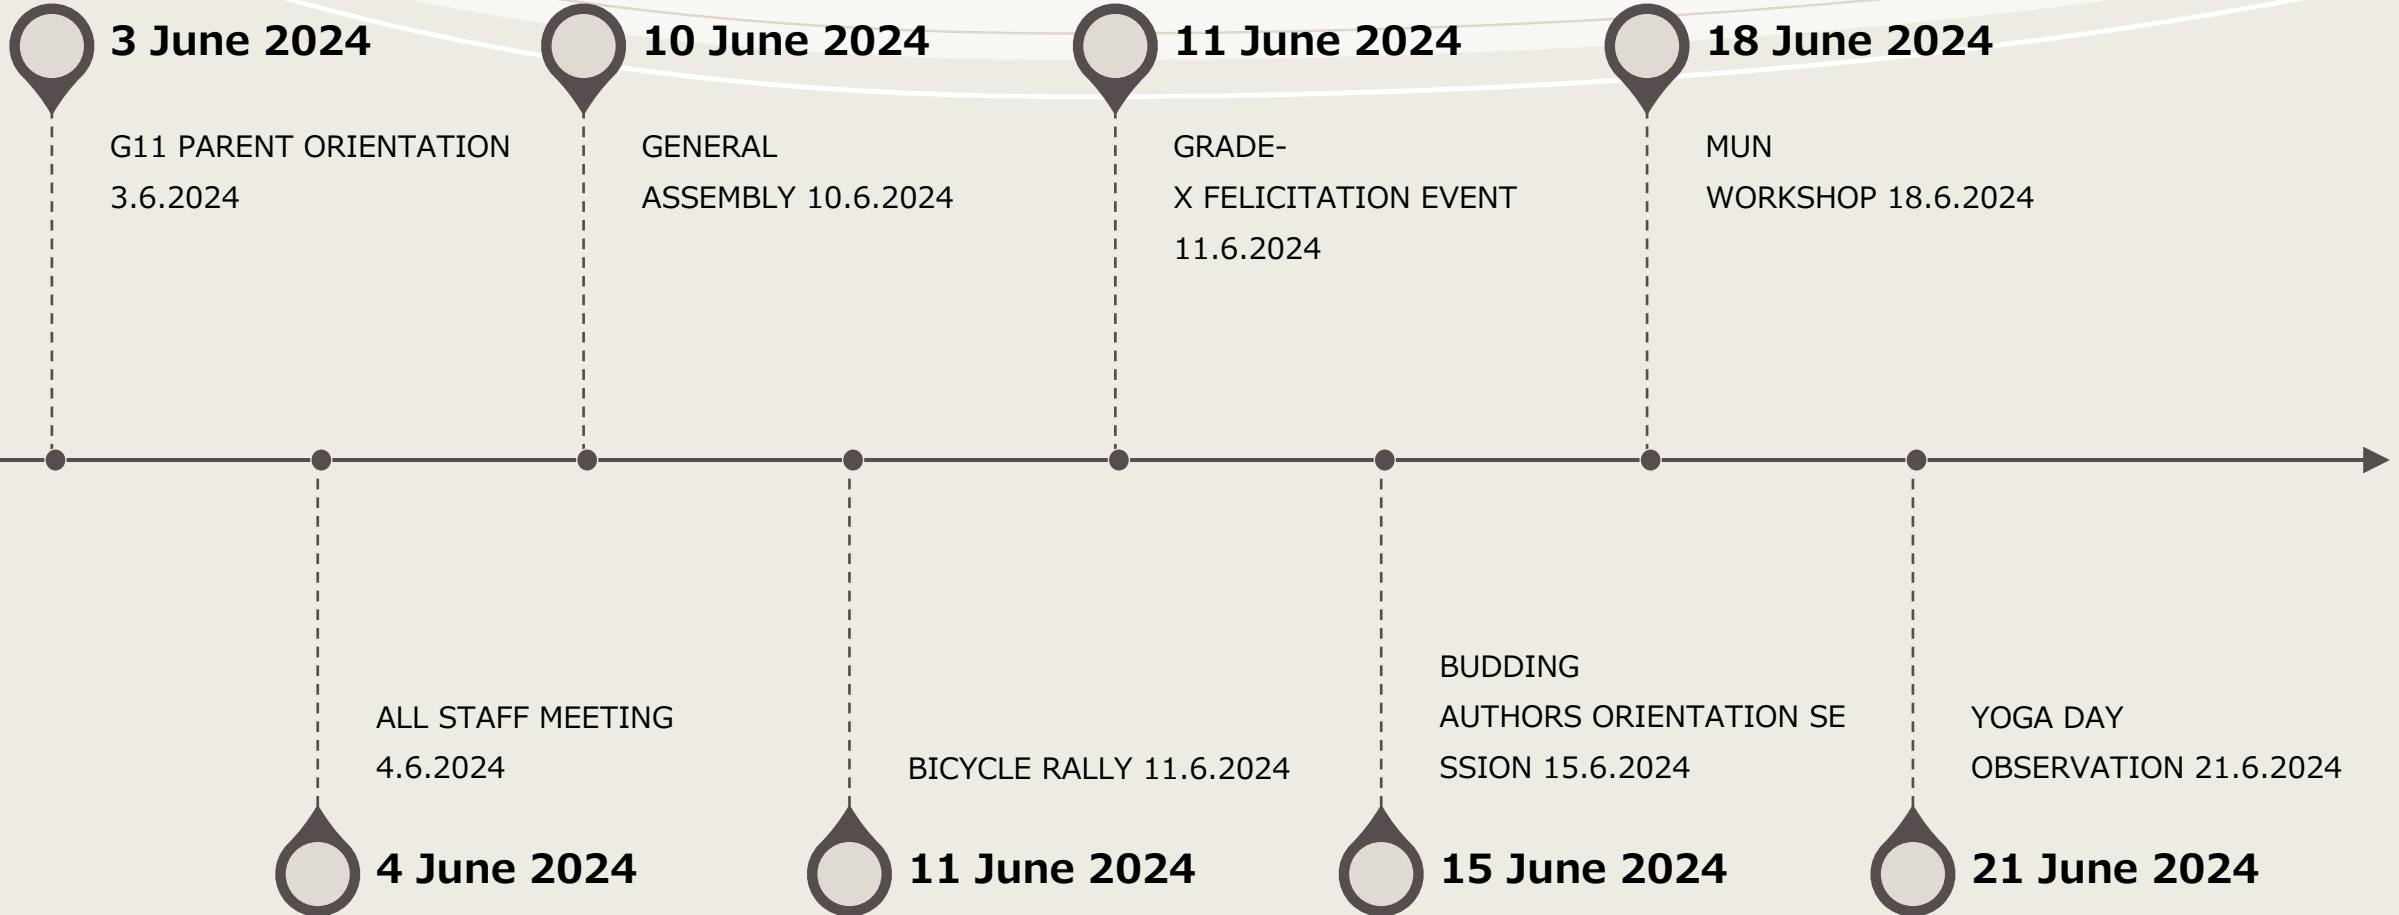 3 June 2024
G11 PARENT ORIENTATION
3.6.2024
10 June 2024
GENERAL
ASSEMBLY 10.6.2024
11 June 2024
GRADE-
X FELICITATION EVENT
11.6.2024
18 June 2024
MUN
WORKSHOP 18.6.2024
ALL STAFF MEETING
4.6.2024
4 June 2024
BICYCLE RALLY 11.6.2024
11 June 2024
BUDDING
AUTHORS ORIENTATION SE
SSION 15.6.2024
15 June 2024
YOGA DAY
OBSERVATION 21.6.2024
21 June 2024